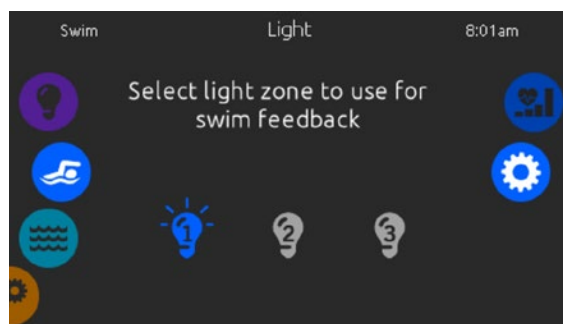 Swim Light 8:01am
Select light zone to use for
swim feedback
1 2 3